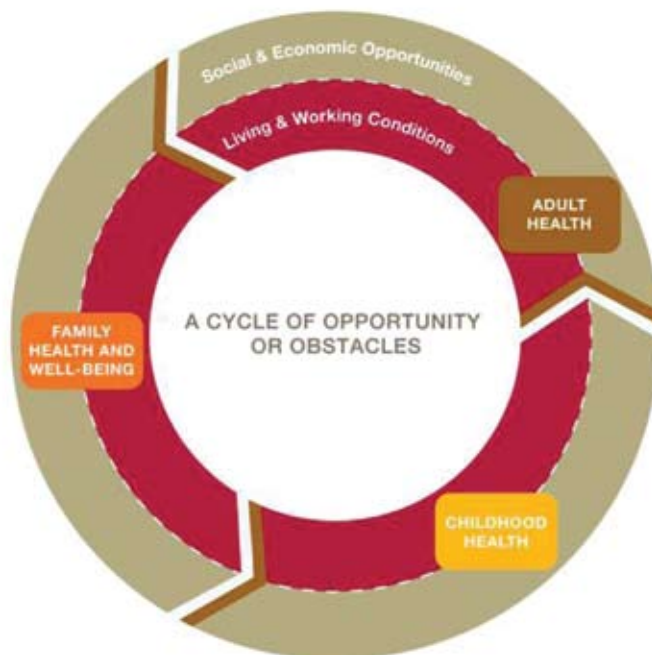 Social & Economic Opportunities
Living & Working Conditions
ADULT
HEALTH
A CYCLE OF OPPORTUNITY
OR OBSTACLES
FAMILY
HEALTH AND
WELL-BEING
CHILDHOOD
HEALTH